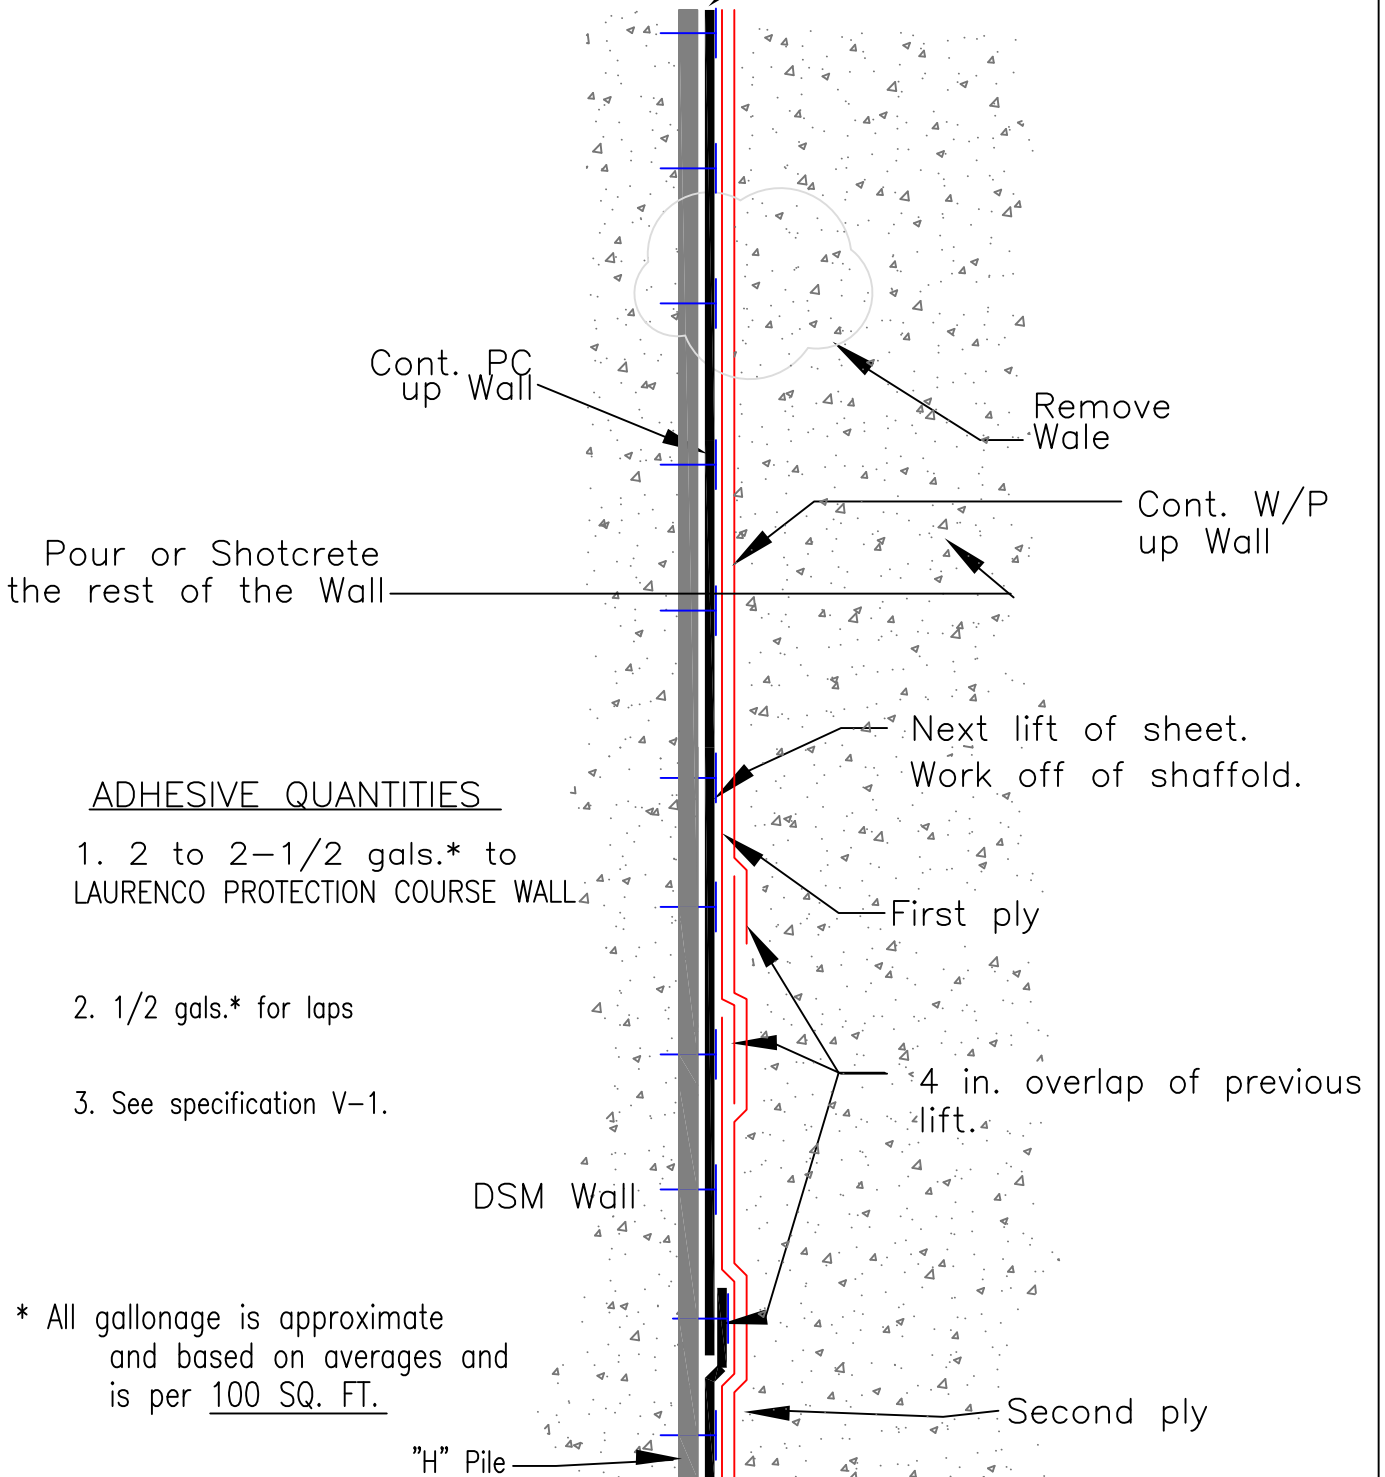 Cont. PC
up Wall
Remove
Wale
Cont. W/P
up Wall
Pour or Shotcrete
the rest of the Wall
Next lift of sheet.
Work off of shaffold.
ADHESIVE QUANTITIES
1. 2 to 2-1/2 gals.* to
LAURENCO PROTECTION COURSE WALL
First ply
2. 1/2 gals.* for laps
4 in. overlap of previous
lift.
3. See specification V-1.
DSM Wall
* All gallonage is approximate
and based on averages and
is per 100 SQ. FT.
Second ply
"H" Pile